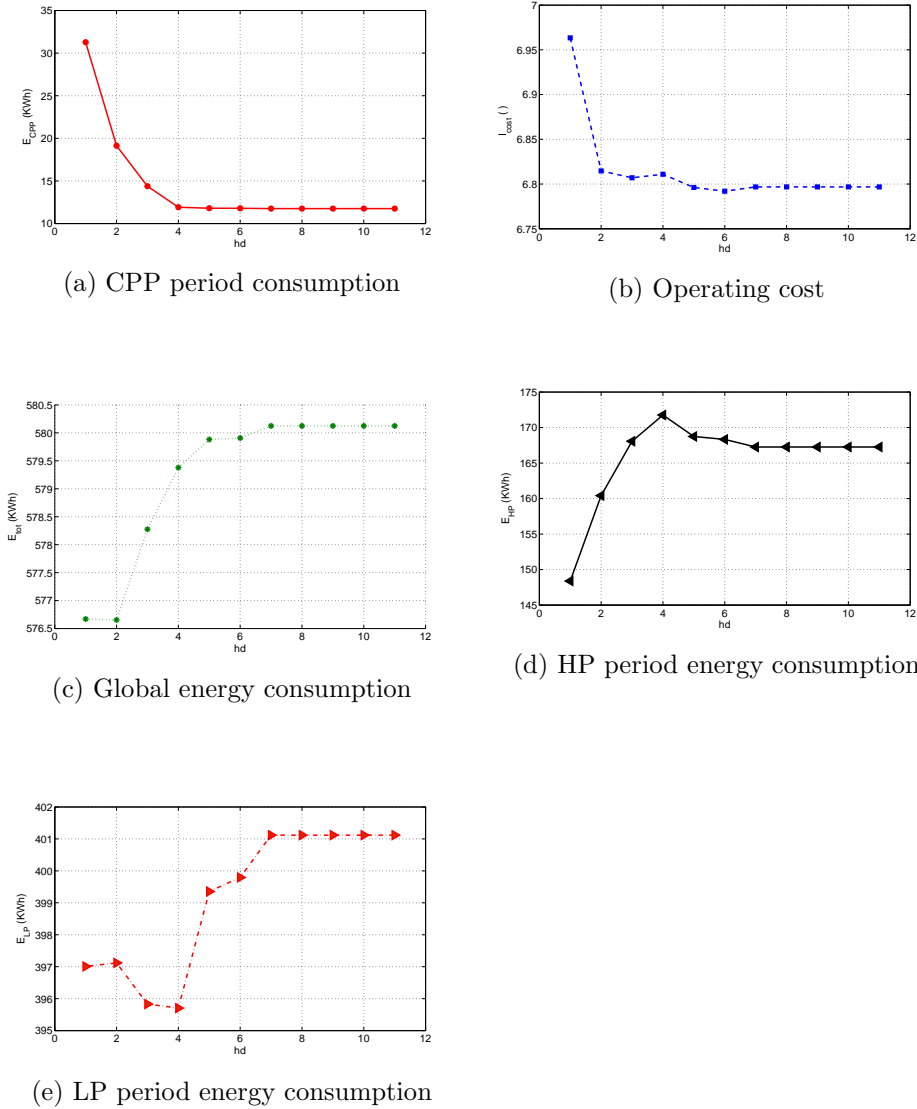 35
30
25
20
15
10
0 2 4 6 8 10 12
hd
E_CPP (KWh)
(a) CPP period consumption
7
6.95
6.9
6.85
6.8
6.75
0 2 4 6 8 10 12
hd
I_cost ( )
(b) Operating cost
580.5
580
579.5
579
578.5
578
577.5
577
576.5
0 2 4 6 8 10 12
hd
E_tot (KWh)
(c) Global energy consumption
175
170
165
160
155
150
145
0 2 4 6 8 10 12
hd
E_HP (KWh)
(d) HP period energy consumption
402
401
400
399
398
397
396
395
0 2 4 6 8 10 12
hd
E_LP (KWh)
(e) LP period energy consumption